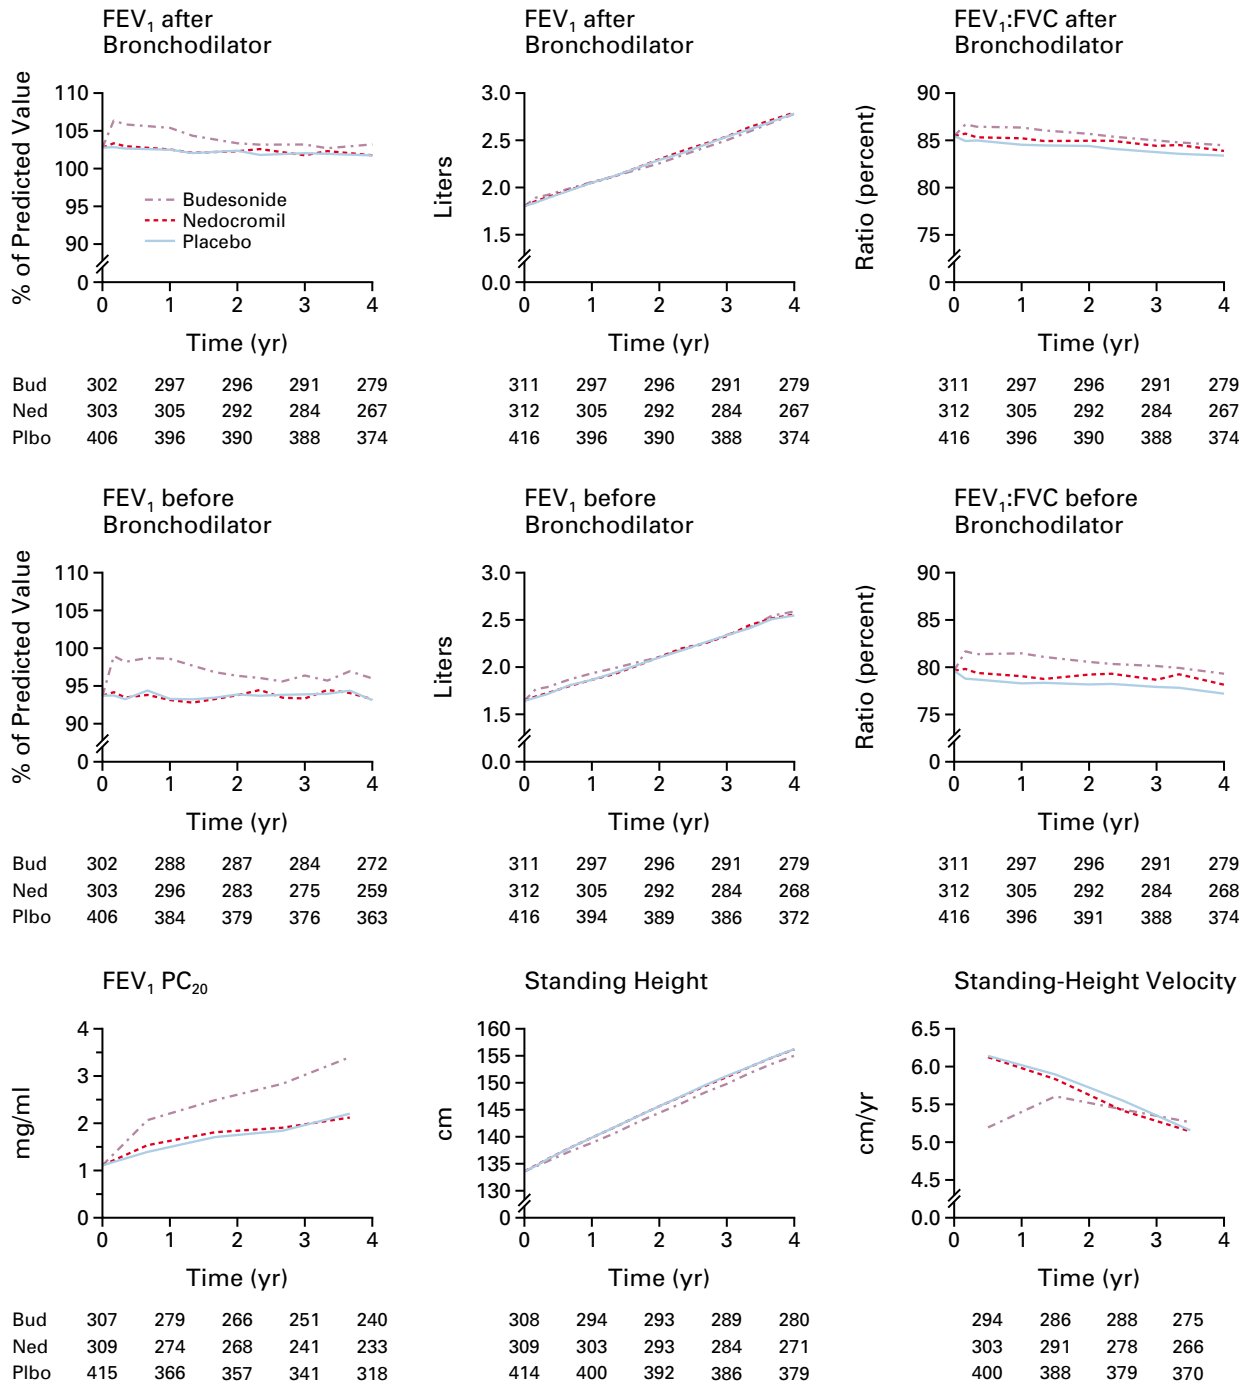 FEV₁ after
Bronchodilator
FEV₁ after
Bronchodilator
FEV₁:FVC after
Bronchodilator
% of Predicted Value
110
105
100
95
90
0
Budesonide
Nedocromil
Placebo
0 1 2 3 4
Time (yr)
Liters
3.0
2.5
2.0
1.5
0.0
0 1 2 3 4
Time (yr)
Ratio (percent)
90
85
80
75
0
0 1 2 3 4
Time (yr)
Bud 302 297 296 291 279 311 297 296 291 279 311 297 296 291 279
Ned 303 305 292 284 267 312 305 292 284 267 312 305 292 284 267
Plbo 406 396 390 388 374 416 396 390 388 374 416 396 390 388 374
FEV₁ before
Bronchodilator
FEV₁ before
Bronchodilator
FEV₁:FVC before
Bronchodilator
% of Predicted Value
110
105
100
95
90
0
0 1 2 3 4
Time (yr)
Liters
3.0
2.5
2.0
1.5
0.0
0 1 2 3 4
Time (yr)
Ratio (percent)
90
85
80
75
0
0 1 2 3 4
Time (yr)
Bud 302 288 287 284 272 311 297 296 291 279 311 297 296 291 279
Ned 303 296 283 275 259 312 305 292 284 268 312 305 292 284 268
Plbo 406 384 379 376 363 416 394 389 386 372 416 396 391 388 374
FEV₁ PC₂₀
Standing Height
Standing-Height Velocity
mg/ml
4
3
2
1
0
0 1 2 3 4
Time (yr)
cm
160
155
150
145
140
135
130
0
0 1 2 3 4
Time (yr)
cm/yr
6.5
6.0
5.5
5.0
4.5
0.0
0 1 2 3 4
Time (yr)
Bud 307 279 266 251 240 308 294 293 289 280 294 286 288 275
Ned 309 274 268 241 233 309 303 293 284 271 303 291 278 266
Plbo 415 366 357 341 318 414 400 392 386 379 400 388 379 370